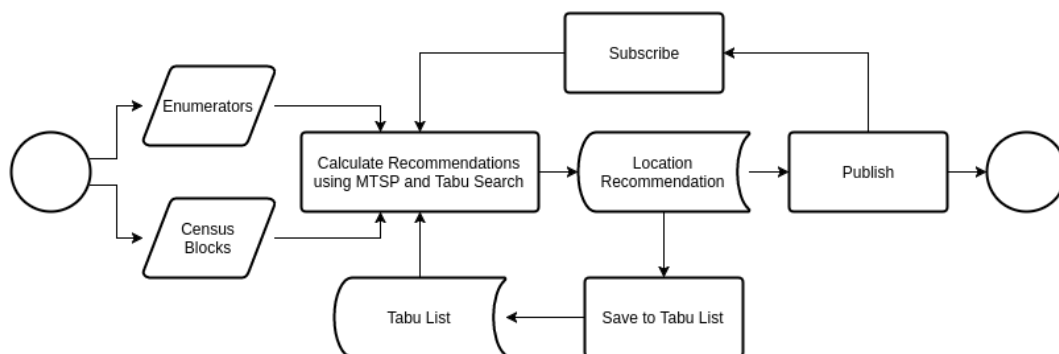 Subscribe
Enumerators
Calculate Recommendations
using MTSP and Tabu Search
Location
Recommendation
Publish
Census
Blocks
Tabu List
Save to Tabu List